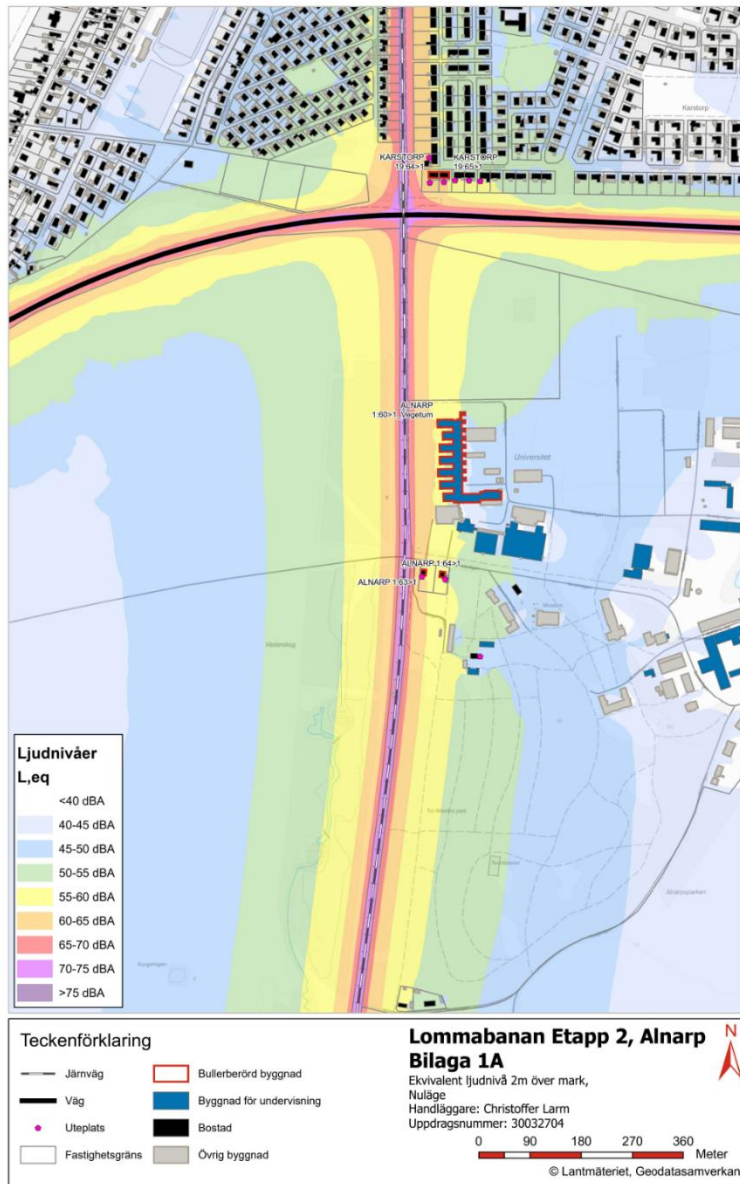 Karstorp
KARSTORP
19:64>1
KARSTORP
19:65>1
ALNARP
1:60>1 Vegetum
Universitet
ALNARP 1:64>1
ALNARP 1:63>1
Västerskog
Alnarpsparken
Kungshögen
Ljudnivåer
L,eq
<40 dBA
40-45 dBA
45-50 dBA
50-55 dBA
55-60 dBA
60-65 dBA
65-70 dBA
70-75 dBA
>75 dBA
Teckenförklaring
Järnväg
Väg
Uteplats
Fastighetsgräns
Bullerberörd byggnad
Byggnad för undervisning
Bostad
Övrig byggnad
Lommabanan Etapp 2, Alnarp
Bilaga 1A
Ekvivalent ljudnivå 2m över mark,
Nuläge
Handläggare: Christoffer Larm
Uppdragsnummer: 30032704
N
0 90 180 270 360
Meter
© Lantmäteriet, Geodatasamverkan